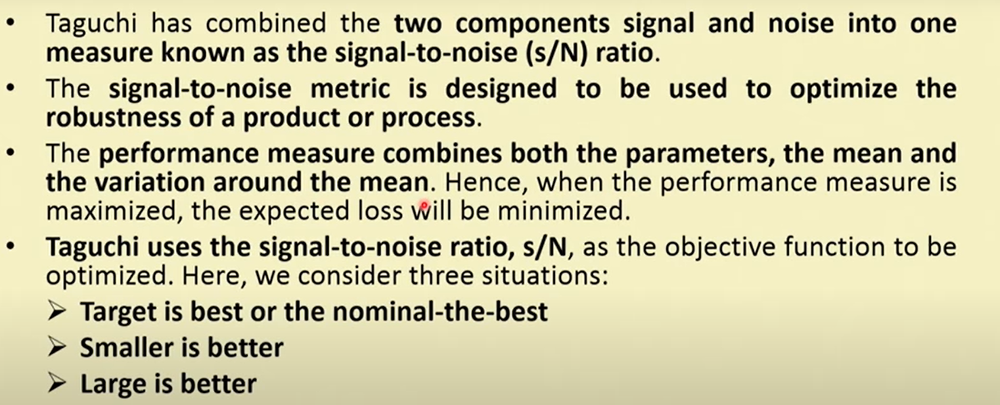 • Taguchi has combined the two components signal and noise into one
measure known as the signal-to-noise (s/N) ratio.
• The signal-to-noise metric is designed to be used to optimize the
robustness of a product or process.
• The performance measure combines both the parameters, the mean and
the variation around the mean. Hence, when the performance measure is
maximized, the expected loss will be minimized.
• Taguchi uses the signal-to-noise ratio, s/N, as the objective function to be
optimized. Here, we consider three situations:
➢ Target is best or the nominal-the-best
➢ Smaller is better
➢ Large is better